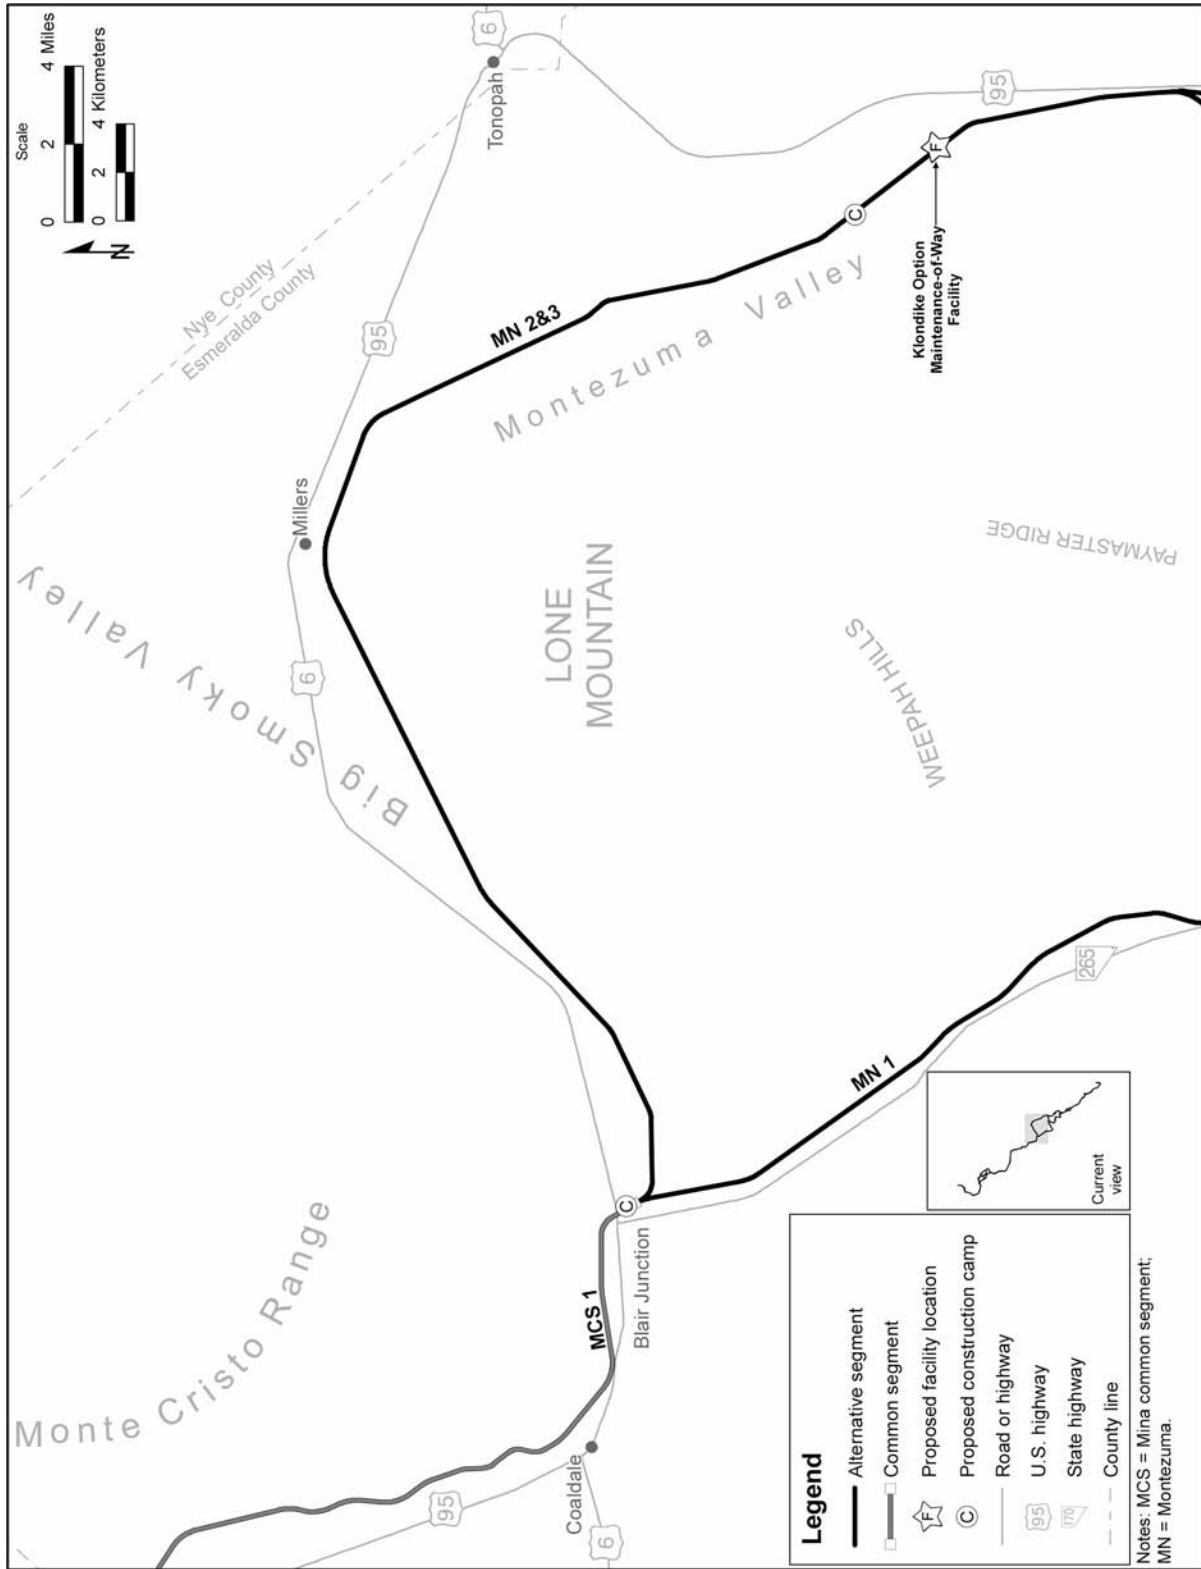 Scale
0 2 4 Miles
0 2 4 Kilometers
N
Nye County
Esmeralda County
6
95
Tonopah
95
Millers
6
Big Smoky Valley
MN 2&3
Montezuma Valley
C
F
Klondike Option
Maintenance-of-Way
Facility
LONE
MOUNTAIN
WEEPAH HILLS
PAYMASTER RIDGE
Monte Cristo Range
MCS 1
C
Blair Junction
MN 1
265
95
Coaldale
6
Legend
Alternative segment
Common segment
F
Proposed facility location
C
Proposed construction camp
Road or highway
95
U.S. highway
170
State highway
County line
Current
view
Notes: MCS = Mina common segment;
MN = Montezuma.